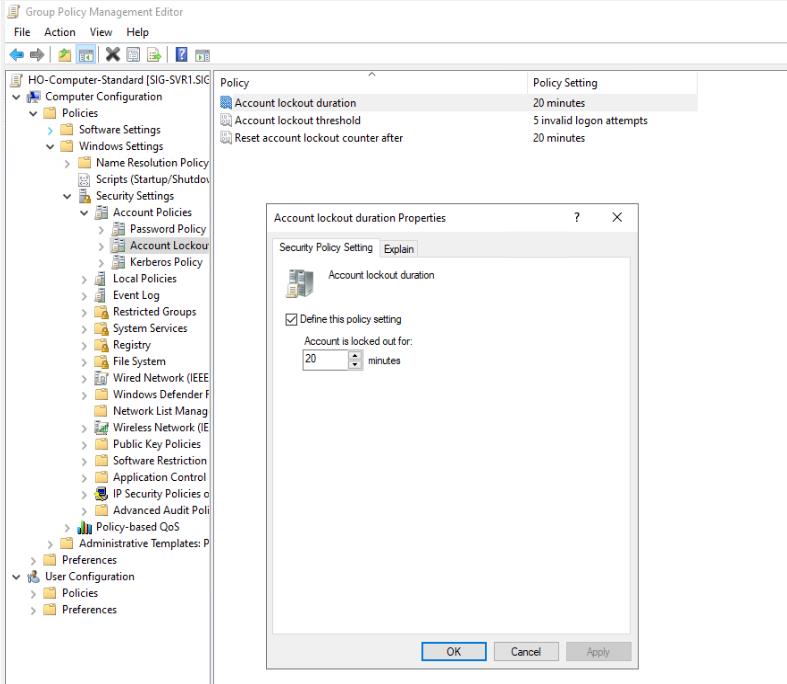 Group Policy Management Editor
File Action View Help
HO-Computer-Standard [SIG-SVR1.SIG
Computer Configuration
Policies
Software Settings
Windows Settings
Name Resolution Policy
Scripts (Startup/Shutdov
Security Settings
Account Policies
Password Policy
Account Lockou
Kerberos Policy
Local Policies
Event Log
Restricted Groups
System Services
Registry
File System
Wired Network (IEEE
Windows Defender F
Network List Manag
Wireless Network (IE
Public Key Policies
Software Restriction
Application Control
IP Security Policies o
Advanced Audit Poli
Policy-based QoS
Administrative Templates: P
Preferences
User Configuration
Policies
Preferences
Policy Policy Setting
Account lockout duration 20 minutes
Account lockout threshold 5 invalid logon attempts
Reset account lockout counter after 20 minutes
Account lockout duration Properties ?
Security Policy Setting Explain
Account lockout duration
Define this policy setting
Account is locked out for:
20 minutes
OK Cancel Apply